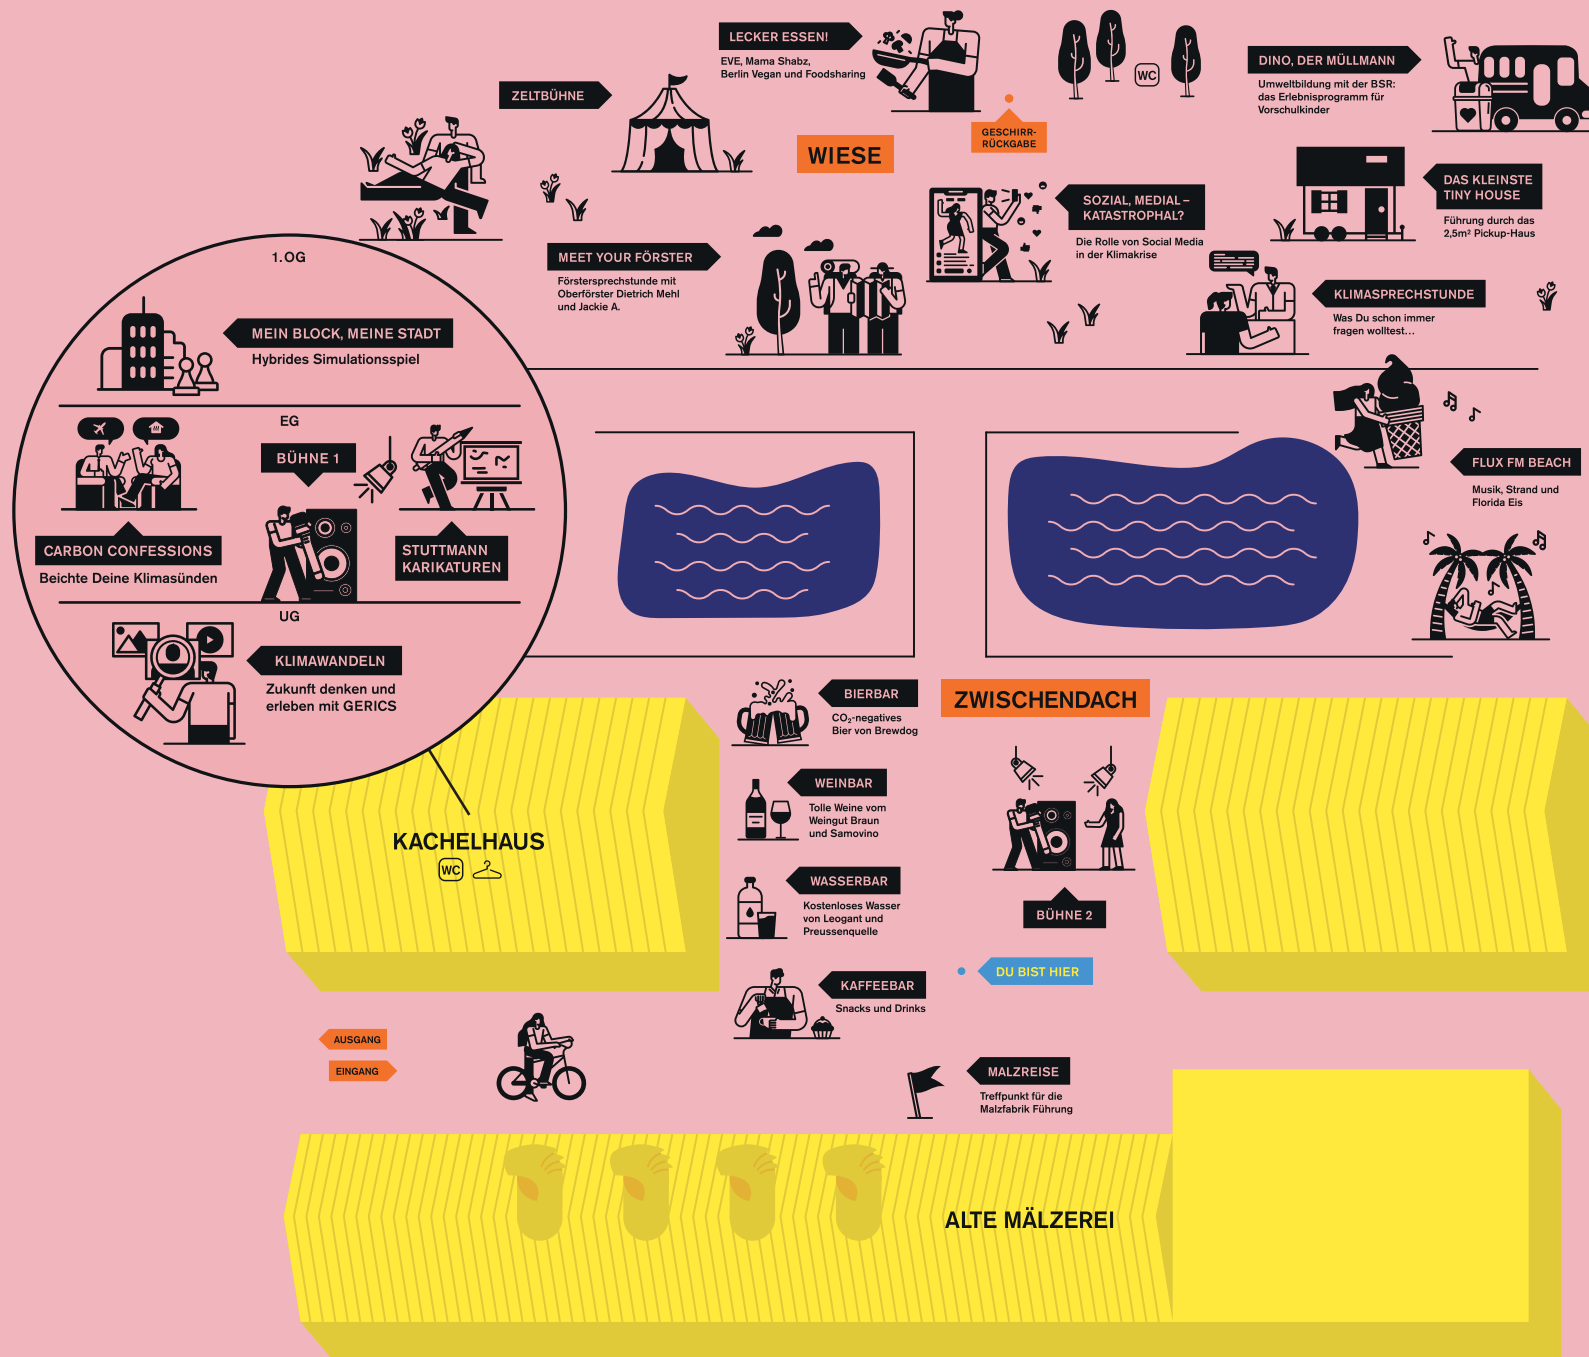 LECKER ESSEN!
EVE, Mama Shabz,
Berlin Vegan und Foodsharing
WC
DINO, DER MÜLLMANN
Umweltbildung mit der BSR:
das Erlebnisprogramm für
Vorschulkinder
ZELTBÜHNE
GESCHIRR-
RÜCKGABE
WIESE
DAS KLEINSTE
TINY HOUSE
Führung durch das
2,5m² Pickup-Haus
SOZIAL, MEDIAL –
KATASTROPHAL?
Die Rolle von Social Media
in der Klimakrise
MEET YOUR FÖRSTER
Förstersprechstunde mit
Oberförster Dietrich Mehl
und Jackie A.
KLIMASPRECHSTUNDE
Was Du schon immer
fragen wolltest...
1. OG
MEIN BLOCK, MEINE STADT
Hybrides Simulationsspiel
EG
BÜHNE 1
CARBON CONFESSIONS
Beichte Deine Klimasünden
STUTTMANN
KARIKATUREN
UG
KLIMAWANDELN
Zukunft denken und
erleben mit GERICS
FLUX FM BEACH
Musik, Strand und
Florida Eis
BIERBAR
CO₂-negatives
Bier von Brewdog
ZWISCHENDACH
WEINBAR
Tolle Weine vom
Weingut Braun
und Samovino
KACHELHAUS
WC
WASSERBAR
Kostenloses Wasser
von Leogant und
Preussenquelle
BÜHNE 2
KAFFEEBAR
Snacks und Drinks
DU BIST HIER
AUSGANG
EINGANG
MALZREISE
Treffpunkt für die
Malzfabrik Führung
ALTE MÄLZEREI